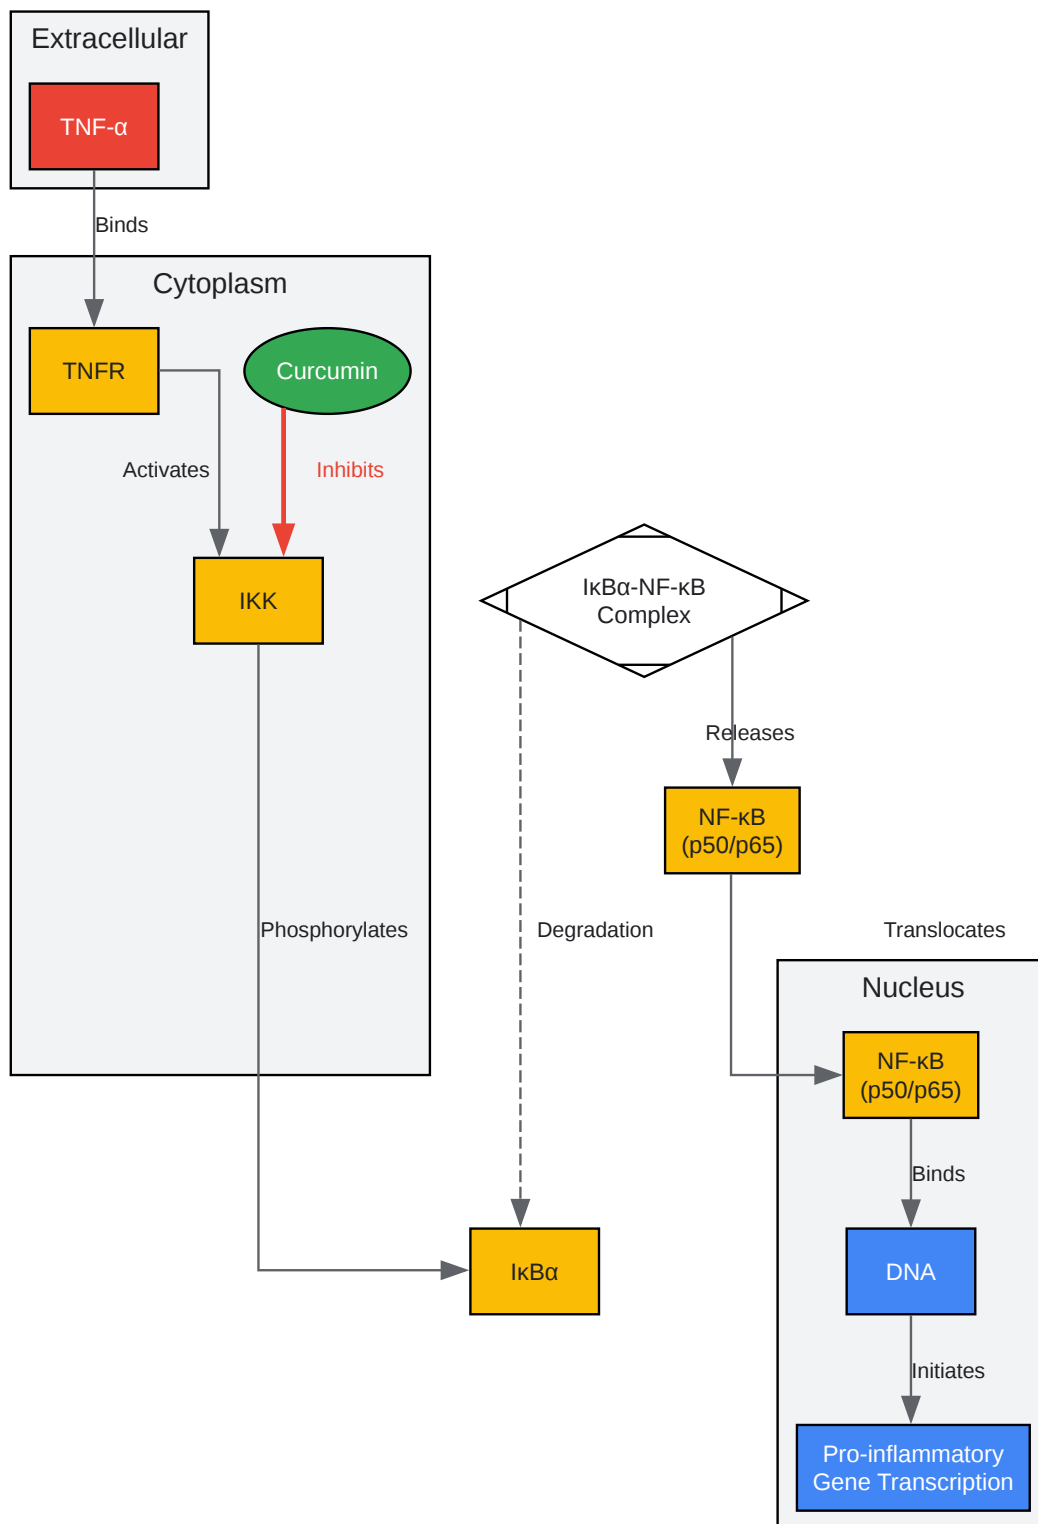 Extracellular
TNF-α
Binds
Cytoplasm
TNFR
Curcumin
Activates
Inhibits
IKK
IκBα-NF-κB
Complex
Releases
NF-κB
(p50/p65)
Phosphorylates
Degradation
Translocates
Nucleus
NF-κB
(p50/p65)
Binds
IκBα
DNA
Initiates
Pro-inflammatory
Gene Transcription